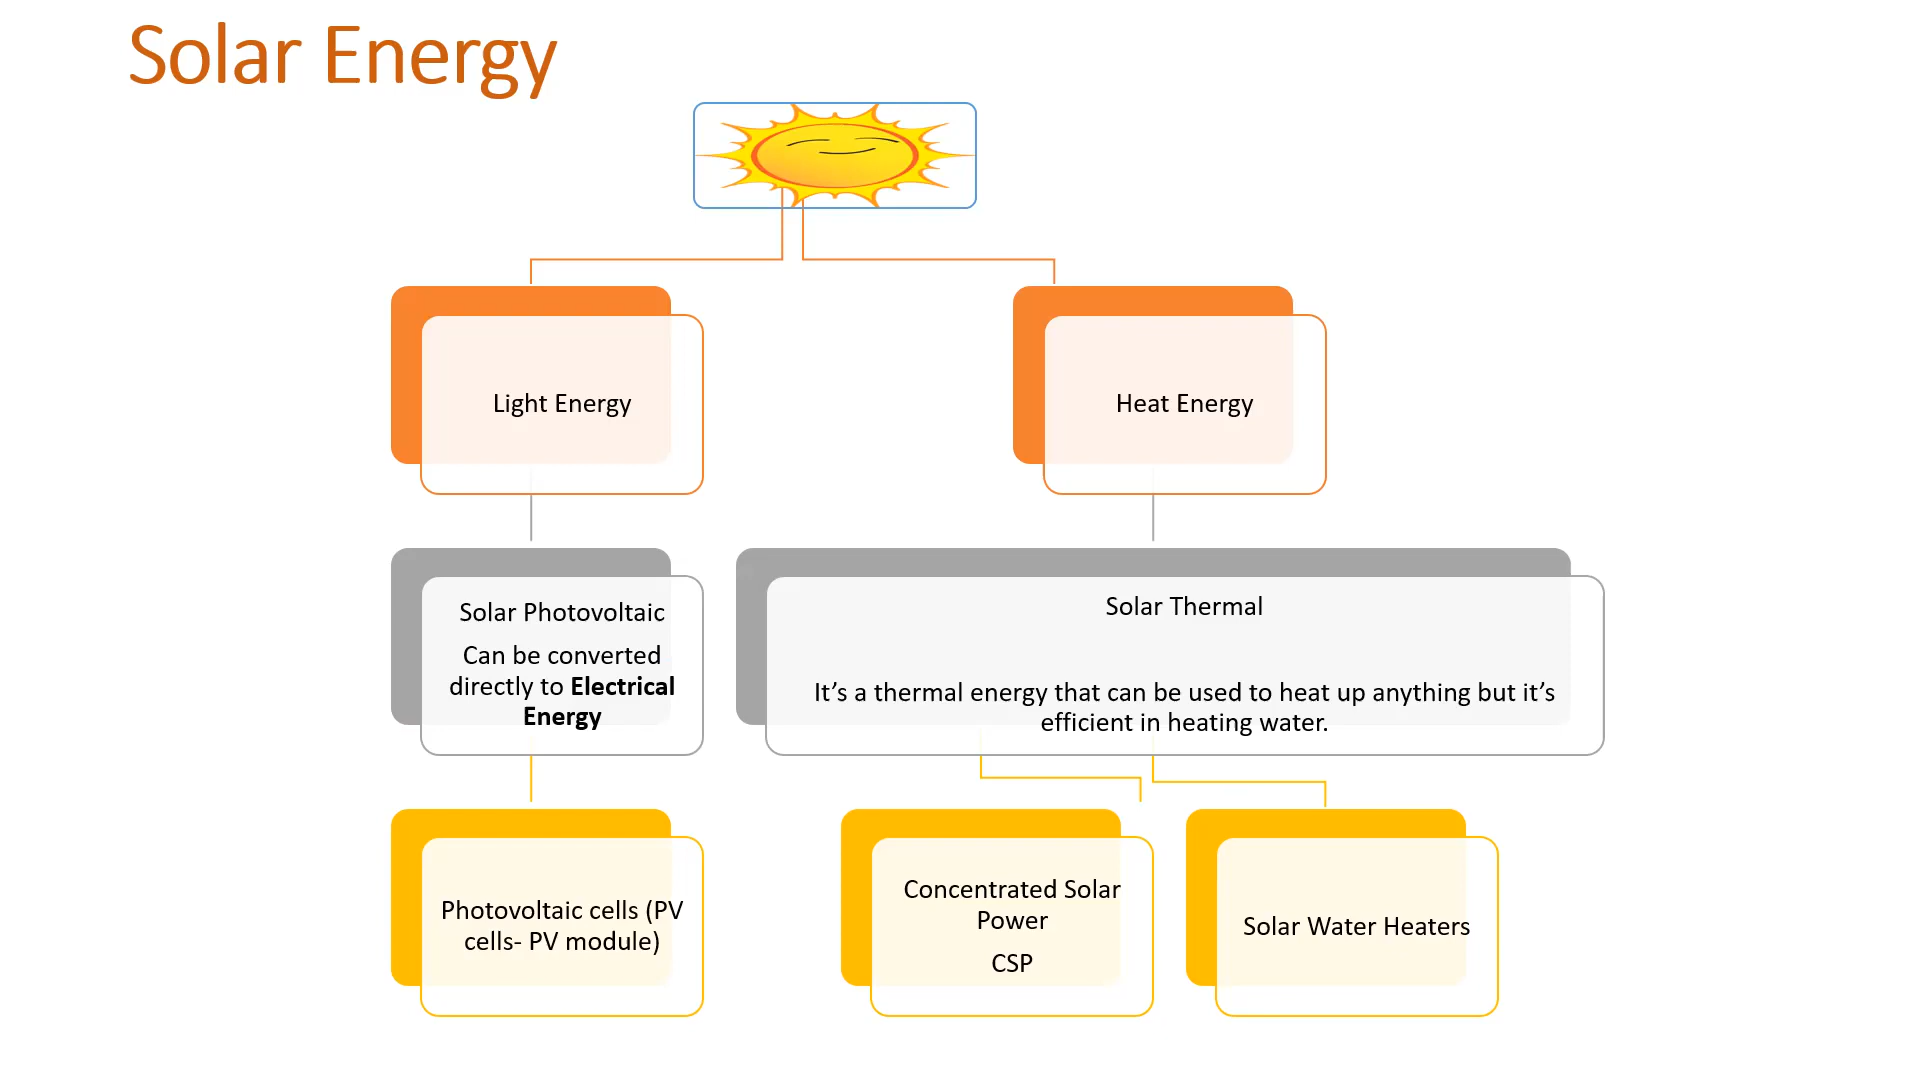 Solar Energy
Light Energy
Heat Energy
Solar Photovoltaic
Can be converted
directly to Electrical
Energy
Solar Thermal
It’s a thermal energy that can be used to heat up anything but it’s
efficient in heating water.
Photovoltaic cells (PV
cells- PV module)
Concentrated Solar
Power
CSP
Solar Water Heaters